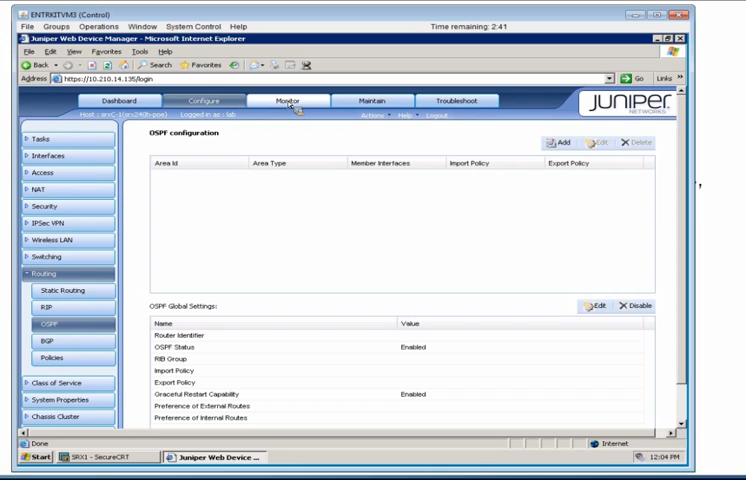 ENTRKITVM3 (Control)
File Groups Operations Window System Control Help Time remaining: 2:41
Juniper Web Device Manager - Microsoft Internet Explorer
File Edit View Favorites Tools Help
Back Search Favorites
Address https://10.210.14.135/login Go Links »
Dashboard Configure Monitor Maintain Troubleshoot
JUNIPER NETWORKS
Logged in as : lab Actions Help Logout
Tasks
Interfaces
Access
NAT
Security
IPSec VPN
Wireless LAN
Switching
Routing
Static Routing
RIP
OSPF
BGP
Policies
Class of Service
System Properties
Chassis Cluster
OSPF configuration
Add Edit Delete
Area Id Area Type Member Interfaces Import Policy Export Policy
OSPF Global Settings: Edit Disable
Name Value
Router Identifier
OSPF Status Enabled
RIB Group
Import Policy
Export Policy
Graceful Restart Capability Enabled
Preference of External Routes
Preference of Internal Routes
Done Internet
Start SRX1 - SecureCRT Juniper Web Device ... 12:04 PM